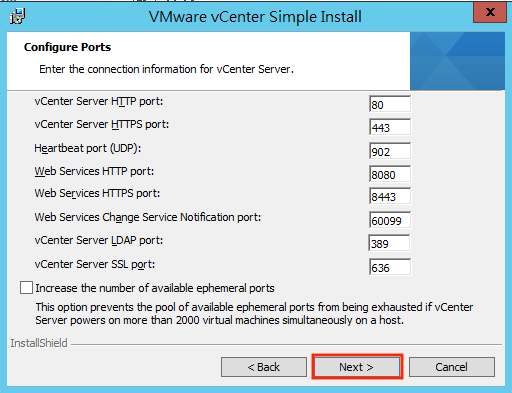 VMware vCenter Simple Install
x
Configure Ports
Enter the connection information for vCenter Server.
vCenter Server HTTP port: 80
vCenter Server HTTPS port: 443
Heartbeat port (UDP): 902
Web Services HTTP port: 8080
Web Services HTTPS port: 8443
Web Services Change Service Notification port: 60099
vCenter Server LDAP port: 389
vCenter Server SSL port: 636
Increase the number of available ephemeral ports
This option prevents the pool of available ephemeral ports from being exhausted if vCenter
Server powers on more than 2000 virtual machines simultaneously on a host.
InstallShield
< Back Next > Cancel